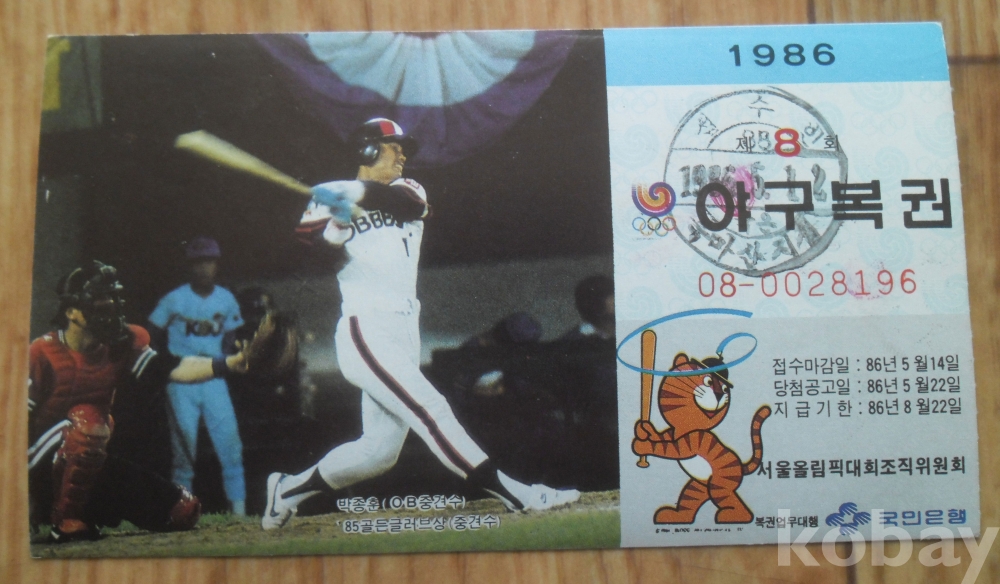 1986
제 8 회
야구복권
08-0028196
접수마감일 : 86년 5월14일
당첨공고일 : 86년 5월22일
지급기한 : 86년 8월22일
서울올림픽대회조직위원회
복권업무대행 국민은행
박종훈(OB중견수)
'85골든글러브상(중견수)
kobay